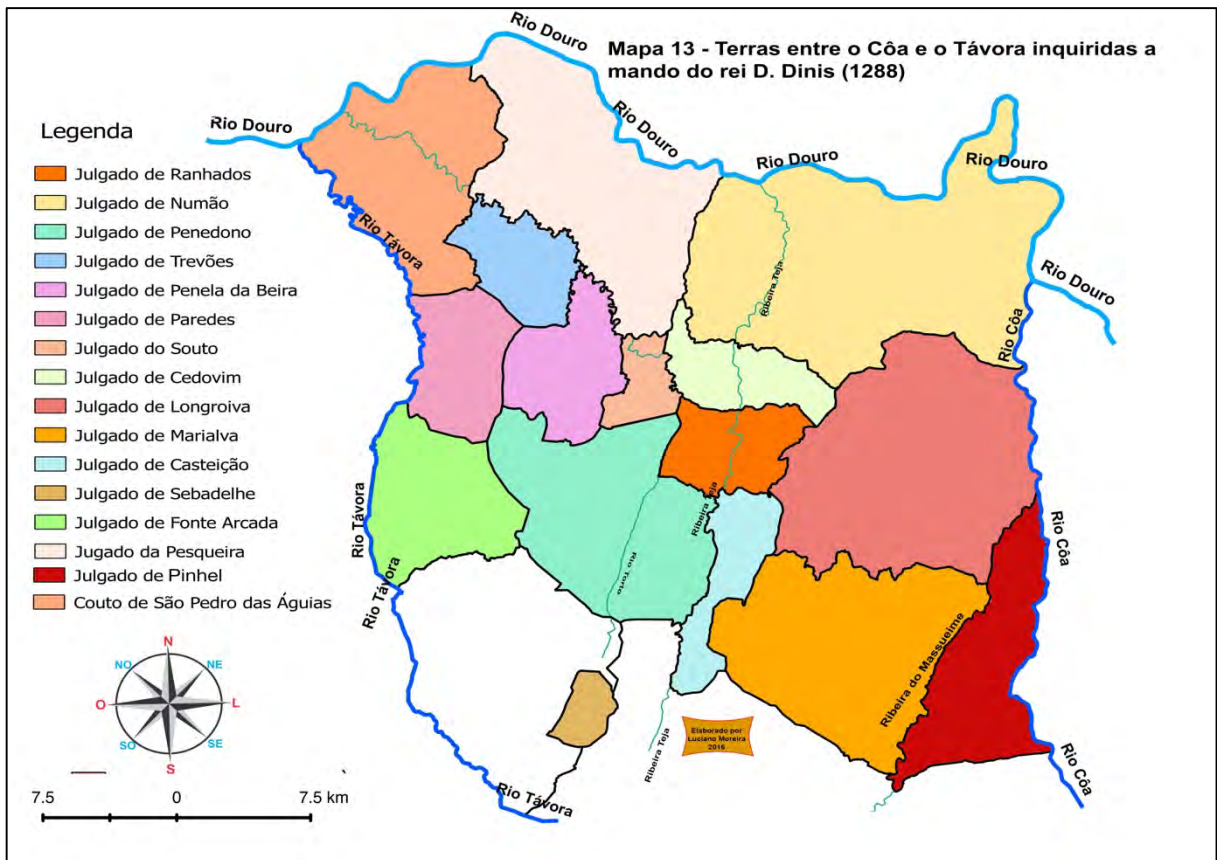 Mapa 13 - Terras entre o Côa e o Távora inquiridas a
mando do rei D. Dinis (1288)
Rio Douro
Rio Douro
Rio Douro
Rio Douro
Rio Douro
Rio Douro
Rio Douro
Legenda
Julgado de Ranhados
Julgado de Numão
Julgado de Penedono
Julgado de Trevões
Julgado de Penela da Beira
Julgado de Paredes
Julgado do Souto
Julgado de Cedovim
Julgado de Longroiva
Julgado de Marialva
Julgado de Casteição
Julgado de Sebadelhe
Julgado de Fonte Arcada
Jugado da Pesqueira
Julgado de Pinhel
Couto de São Pedro das Águias
Rio Távora
Ribeira Teja
Rio Côa
Rio Távora
Ribeira Teja
Rio Côa
Rio Távora
Rio Torto
Ribeira do Massueime
Ribeira Teja
Rio Távora
Rio Côa
Elaborado por
Luciano Moreira
2016
N
NO
NE
O
L
SO
SE
S
7.5 0 7.5 km